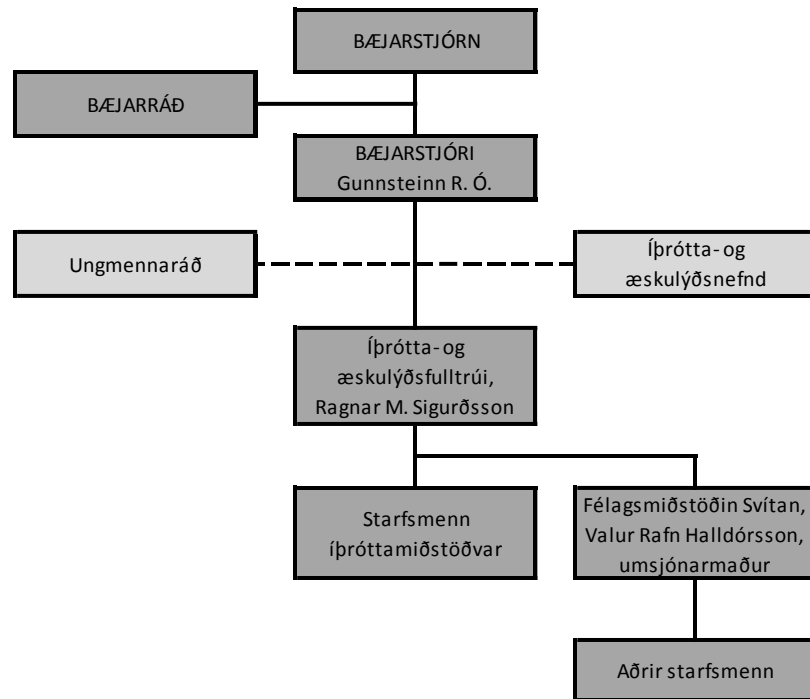 BÆJARSTJÓRN
BÆJARRÁÐ
BÆJARSTJÓRI
Gunnsteinn R. Ó.
Ungmennaráð
Íþrótta- og
æskulýðsnefnd
Íþrótta- og
æskulýðsfulltrúi,
Ragnar M. Sigurðsson
Starfsmenn
íþróttamiðstöðvar
Félagsmiðstöðin Svítan,
Valur Rafn Halldórsson,
umsjónarmaður
Aðrir starfsmenn